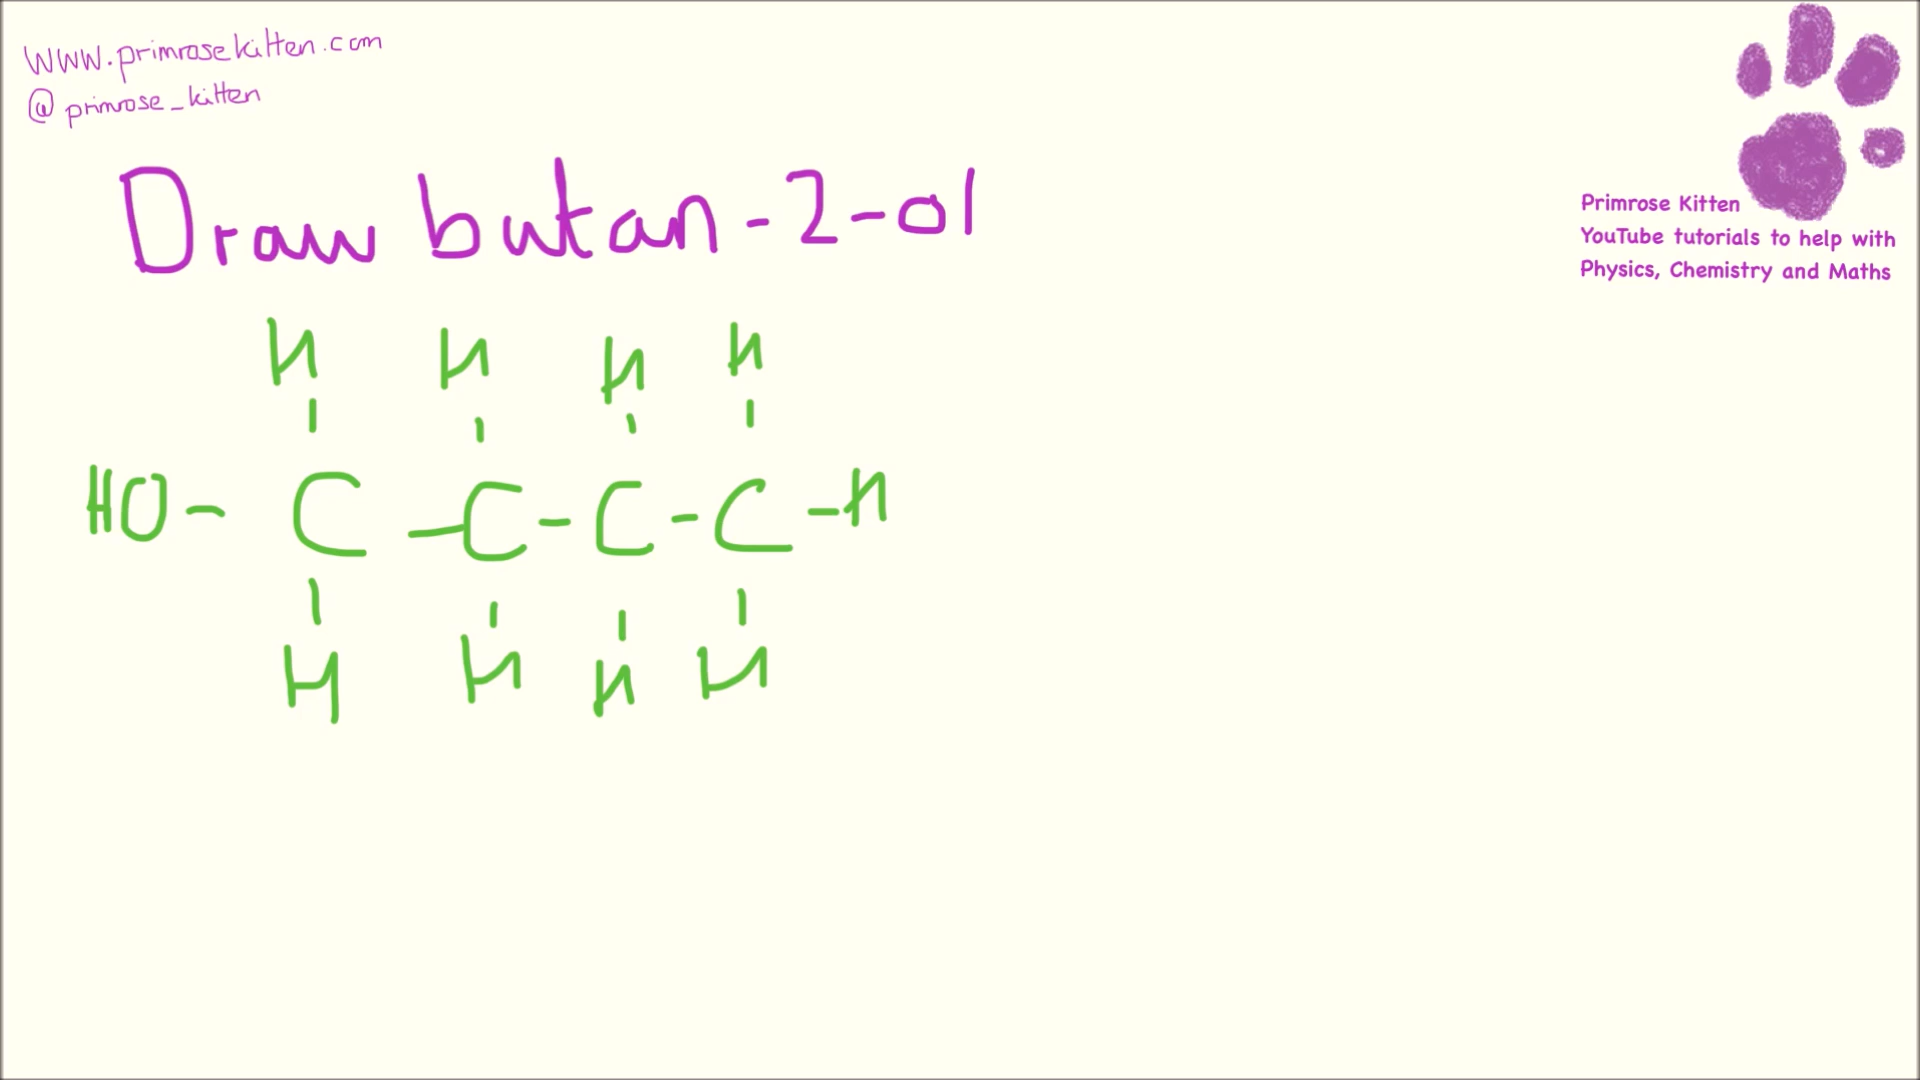 www.primrosekitten.com
@primrose_kitten
Primrose Kitten
YouTube tutorials to help with
Physics, Chemistry and Maths
Draw butan-2-ol
H H H H
HO- C -C-C-C-H
H H H H